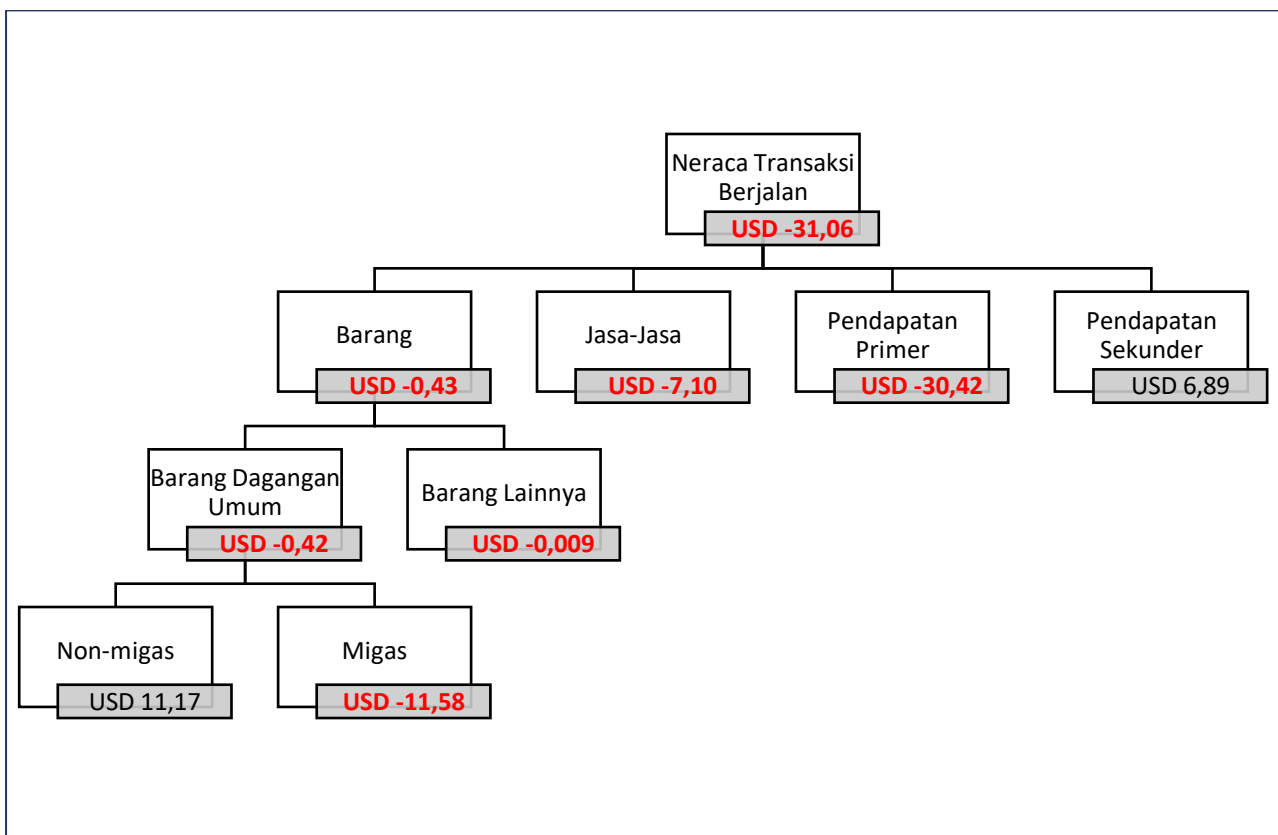 Neraca Transaksi
Berjalan
USD -31,06
Barang
USD -0,43
Jasa-Jasa
USD -7,10
Pendapatan
Primer
USD -30,42
Pendapatan
Sekunder
USD 6,89
Barang Dagangan
Umum
USD -0,42
Barang Lainnya
USD -0,009
Non-migas
USD 11,17
Migas
USD -11,58